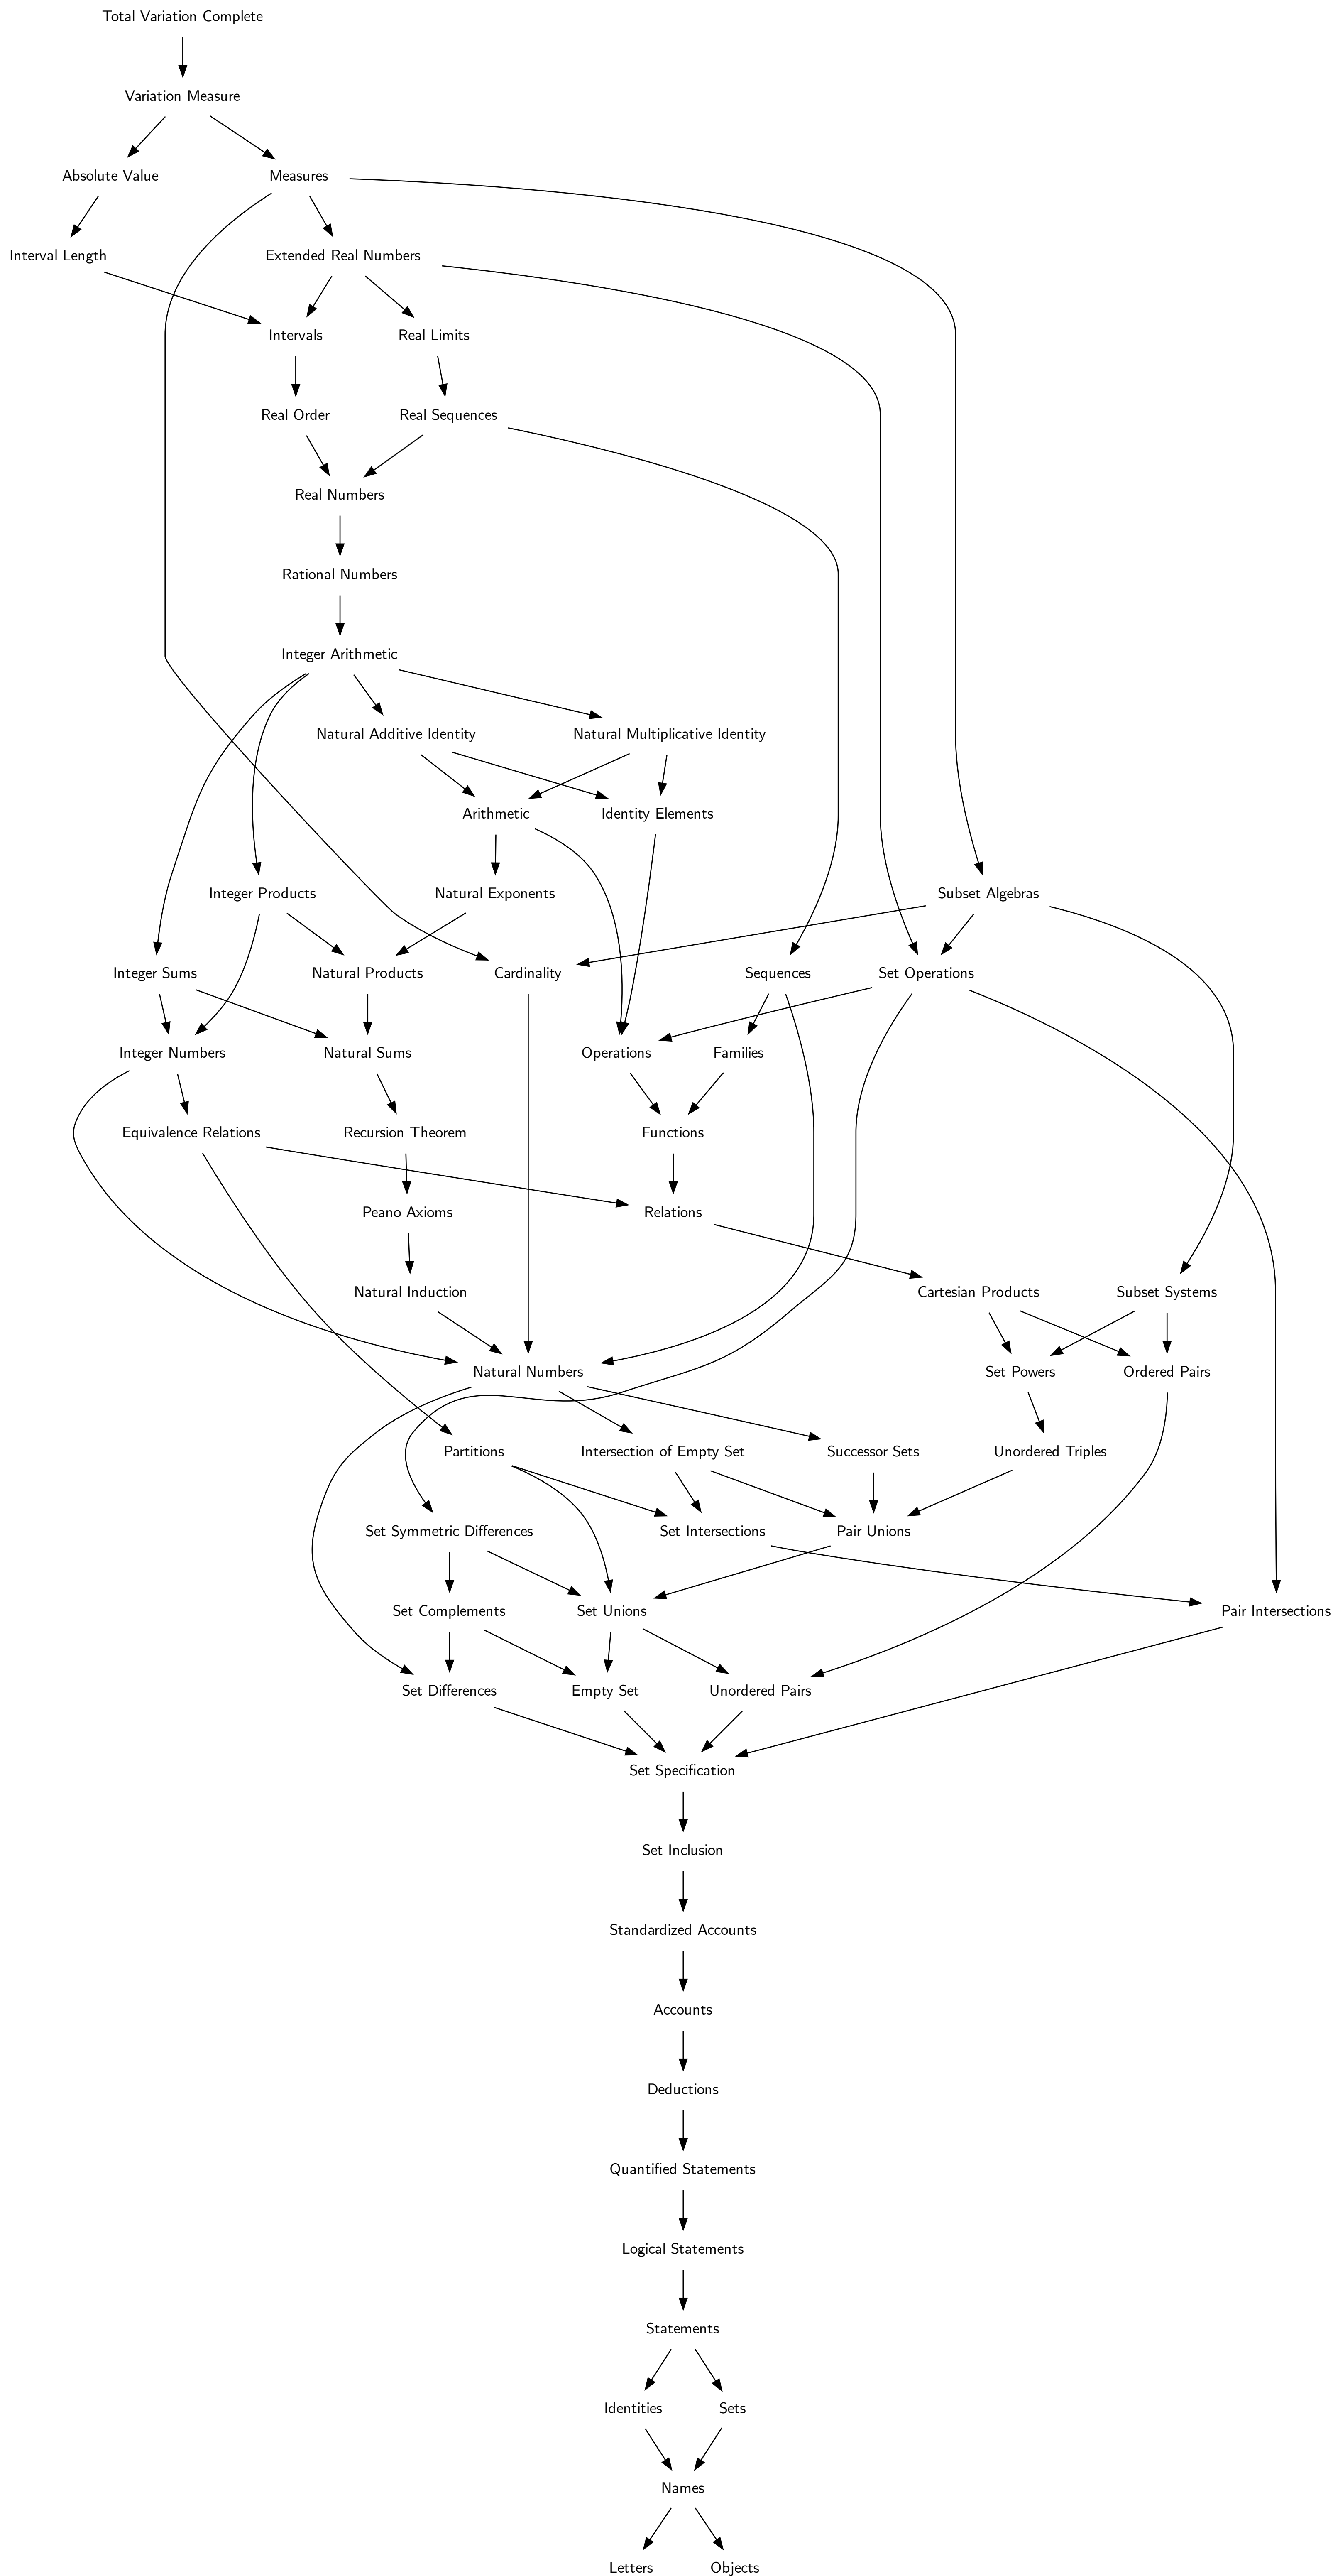 Total Variation Complete
Variation Measure
Absolute Value
Measures
Interval Length
Extended Real Numbers
Intervals
Real Limits
Real Order
Real Sequences
Real Numbers
Rational Numbers
Integer Arithmetic
Natural Additive Identity
Natural Multiplicative Identity
Arithmetic
Identity Elements
Integer Products
Natural Exponents
Subset Algebras
Integer Sums
Natural Products
Cardinality
Sequences
Set Operations
Integer Numbers
Natural Sums
Operations
Families
Equivalence Relations
Recursion Theorem
Functions
Peano Axioms
Relations
Natural Induction
Cartesian Products
Subset Systems
Natural Numbers
Set Powers
Ordered Pairs
Partitions
Intersection of Empty Set
Successor Sets
Unordered Triples
Set Symmetric Differences
Set Intersections
Pair Unions
Set Complements
Set Unions
Pair Intersections
Set Differences
Empty Set
Unordered Pairs
Set Specification
Set Inclusion
Standardized Accounts
Accounts
Deductions
Quantified Statements
Logical Statements
Statements
Identities
Sets
Names
Letters
Objects